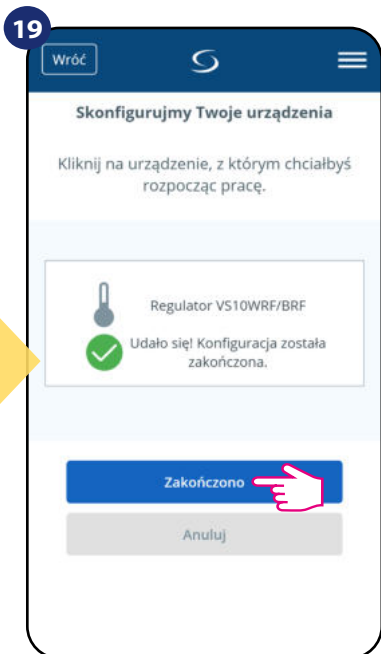 19
Wróć
Skonfigurujmy Twoje urządzenia
Kliknij na urządzenie, z którym chciałbyś
rozpocząc pracę.
Regulator VS10WRF/BRF
Udało się! Konfiguracja została
zakończona.
Zakończono
Anuluj